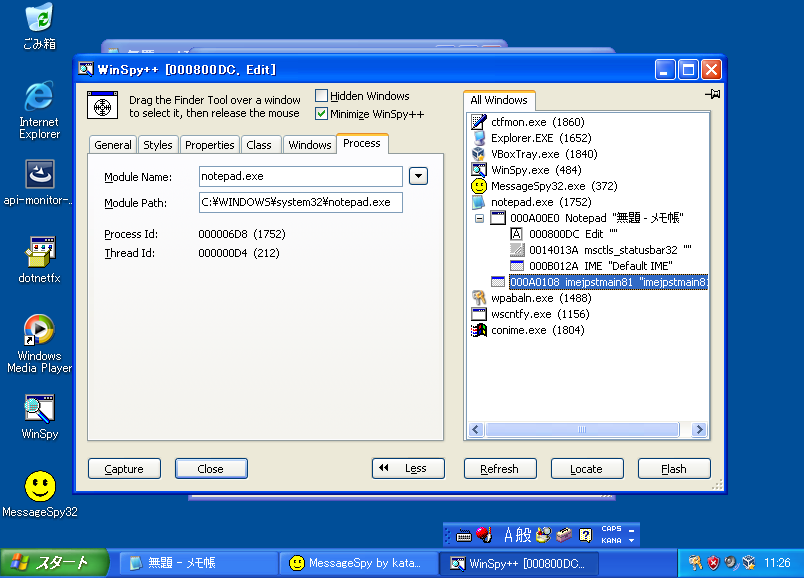 ごみ箱
Internet
Explorer
api-monitor-..
dotnetfx
Windows
Media Player
WinSpy
MessageSpy32
WinSpy++ [000800DC, Edit]
Drag the Finder Tool over a window
to select it, then release the mouse
Hidden Windows
Minimize WinSpy++
General
Styles
Properties
Class
Windows
Process
Module Name:
notepad.exe
Module Path:
C:¥WINDOWS¥system32¥notepad.exe
Process Id:
000006D8 (1752)
Thread Id:
000000D4 (212)
All Windows
ctfmon.exe (1860)
Explorer.EXE (1652)
VBoxTray.exe (1840)
WinSpy.exe (484)
MessageSpy32.exe (372)
notepad.exe (1752)
000A00E0 Notepad "無題 - メモ帳"
000800DC Edit ""
0014013A msctls_statusbar32 ""
000B012A IME "Default IME"
000A0108 imejpstmain81 "imejpstmain81
wpabaln.exe (1488)
wscntfy.exe (1156)
conime.exe (1804)
Capture
Close
Less
Refresh
Locate
Flash
A 般
CAPS
KANA
スタート
無題 - メモ帳
MessageSpy by kata...
WinSpy++ [000800DC...
11:26